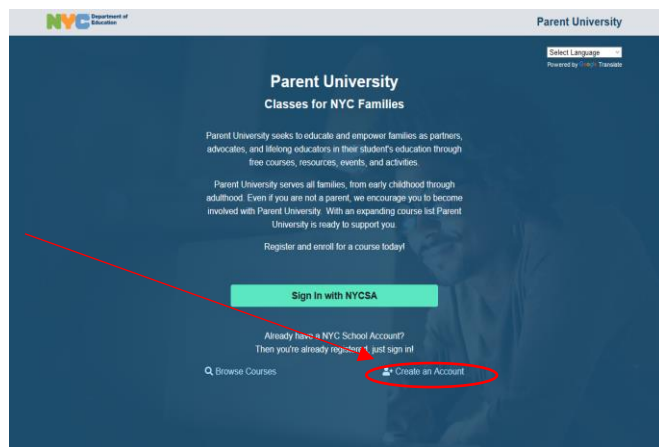 NYC Department of Education
Parent University
Select Language
Powered by Google Translate
Parent University
Classes for NYC Families
Parent University seeks to educate and empower families as partners,
advocates, and lifelong educators in their student's education through
free courses, resources, events, and activities.
Parent University serves all families, from early childhood through
adulthood. Even if you are not a parent, we encourage you to become
involved with Parent University. With an expanding course list Parent
University is ready to support you.
Register and enroll for a course today!
Sign In with NYCSA
Already have a NYC School Account?
Then you're already registered, just sign in!
Browse Courses
Create an Account